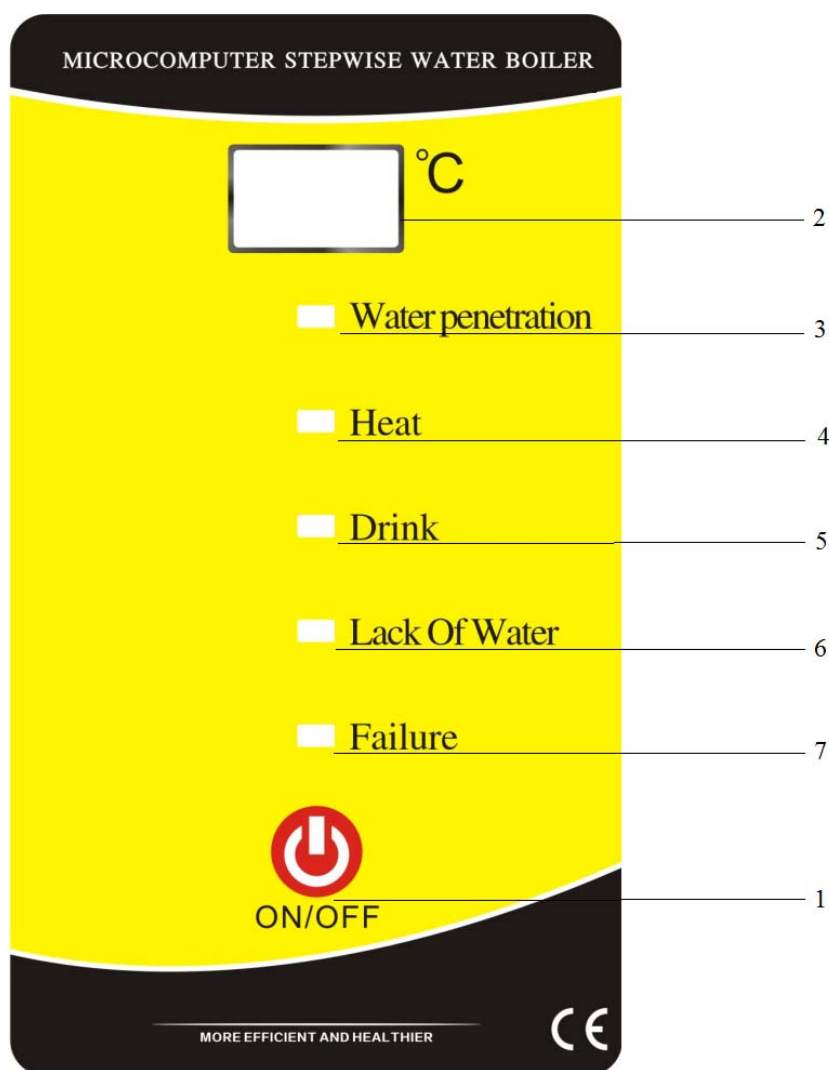 MICROCOMPUTER STEPWISE WATER BOILER
°C
2
Water penetration
3
Heat
4
Drink
5
Lack Of Water
6
Failure
7
1
ON/OFF
MORE EFFICIENT AND HEALTHIER
CE